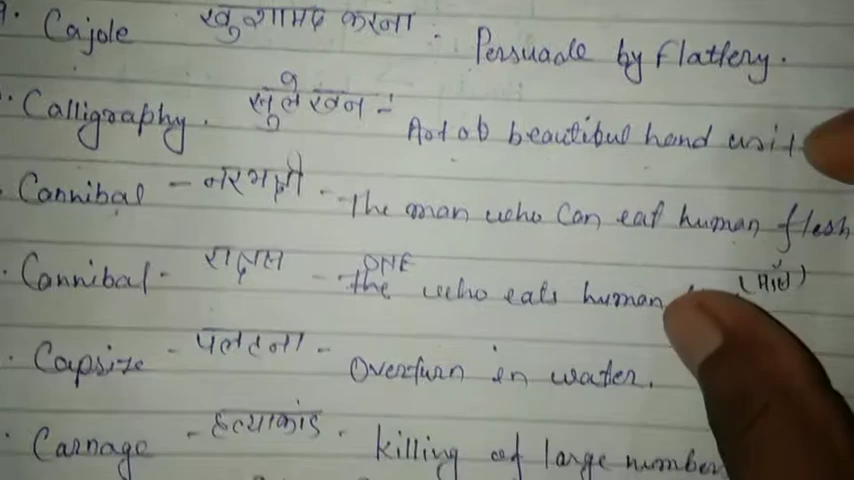 9. Cajole खुशामद करना . Persuade by flattery.
. Calligraphy. सुलेखन -: Art of beautiful hand writ
. Cannibal - नरभक्षी - The man who can eat human flesh
. Cannibal - राक्षस - The ONE who eats human (मांस)
. Capsize - पलटना - Overturn in water.
. Carnage - हत्याकांड . killing of large number